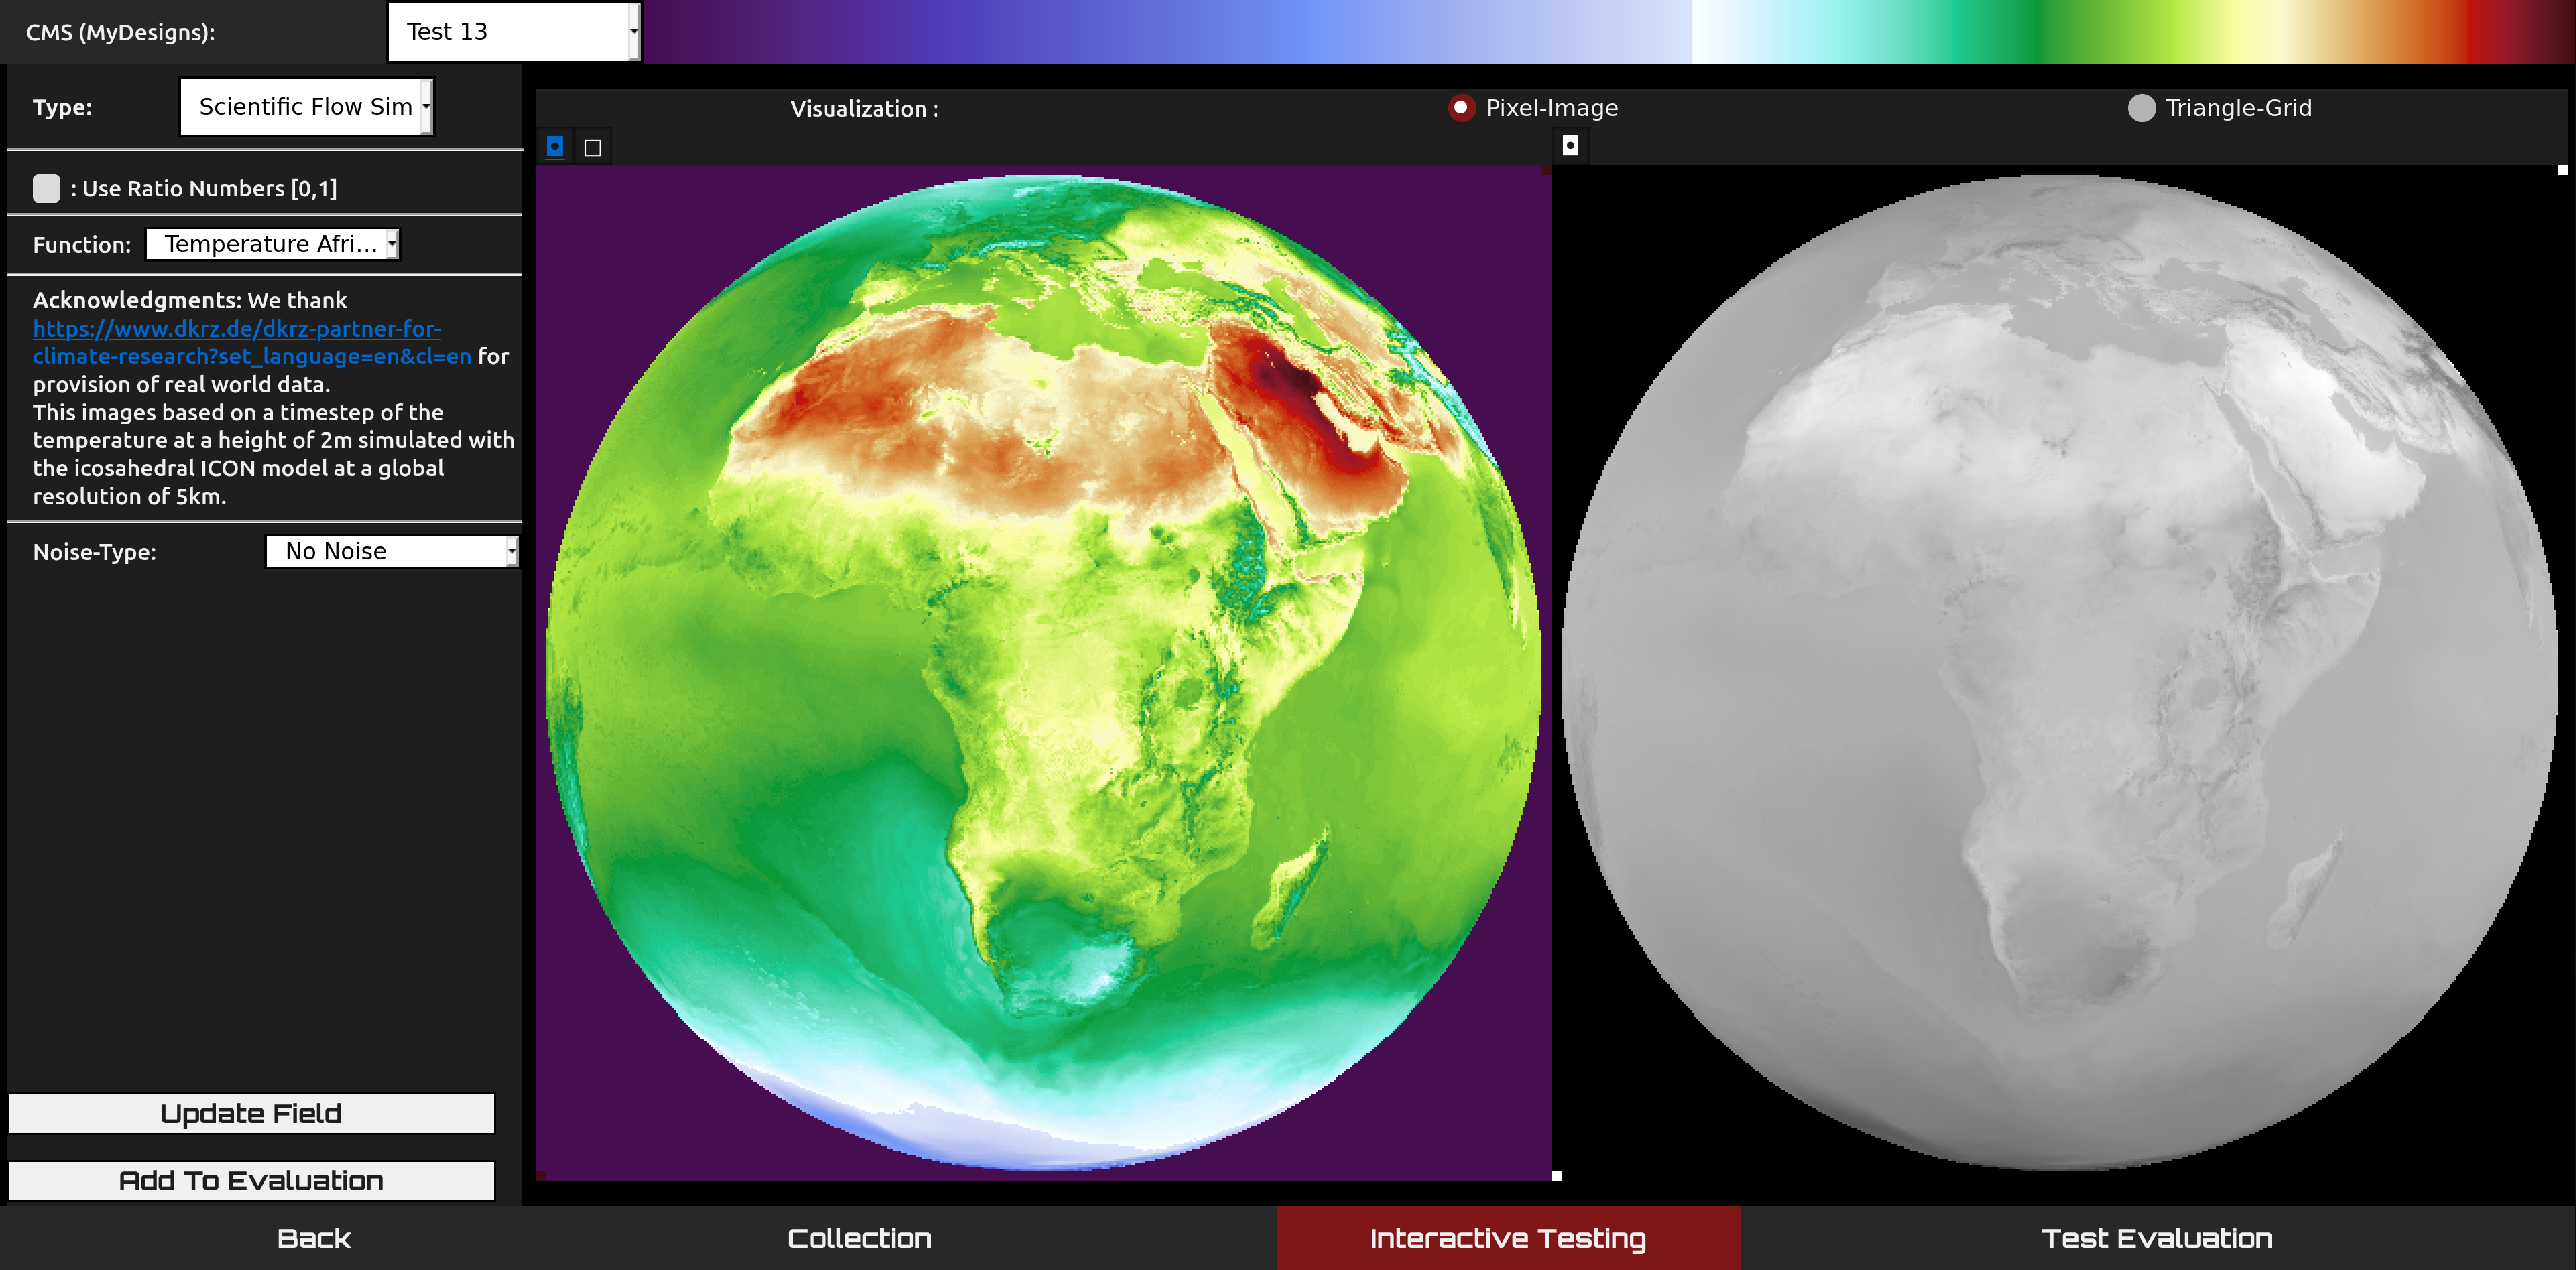 CMS (MyDesigns):
Test 13
Type:
Scientific Flow Sim
Visualization :
Pixel-Image
Triangle-Grid
: Use Ratio Numbers [0,1]
Function:
Temperature Afri...
Acknowledgments: We thank
https://www.dkrz.de/dkrz-partner-for-
climate-research?set_language=en&cl=en for
provision of real world data.
This images based on a timestep of the
temperature at a height of 2m simulated with
the icosahedral ICON model at a global
resolution of 5km.
Noise-Type:
No Noise
Update Field
Add To Evaluation
Back
Collection
Interactive Testing
Test Evaluation